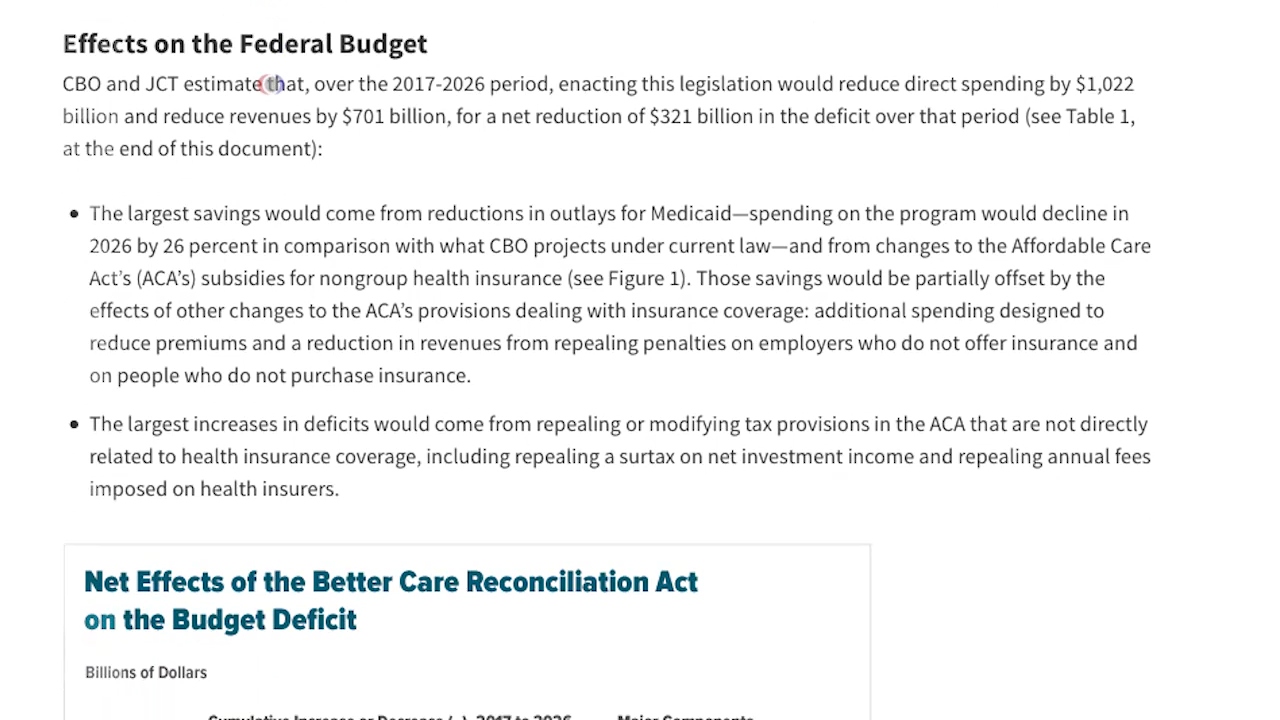 Effects on the Federal Budget
CBO and JCT estimate that, over the 2017-2026 period, enacting this legislation would reduce direct spending by $1,022
billion and reduce revenues by $701 billion, for a net reduction of $321 billion in the deficit over that period (see Table 1,
at the end of this document):
• The largest savings would come from reductions in outlays for Medicaid—spending on the program would decline in
2026 by 26 percent in comparison with what CBO projects under current law—and from changes to the Affordable Care
Act’s (ACA’s) subsidies for nongroup health insurance (see Figure 1). Those savings would be partially offset by the
effects of other changes to the ACA’s provisions dealing with insurance coverage: additional spending designed to
reduce premiums and a reduction in revenues from repealing penalties on employers who do not offer insurance and
on people who do not purchase insurance.
• The largest increases in deficits would come from repealing or modifying tax provisions in the ACA that are not directly
related to health insurance coverage, including repealing a surtax on net investment income and repealing annual fees
imposed on health insurers.
Net Effects of the Better Care Reconciliation Act
on the Budget Deficit
Billions of Dollars
Cumulative Increase or Decrease (-), 2017 to 2026 Major Components